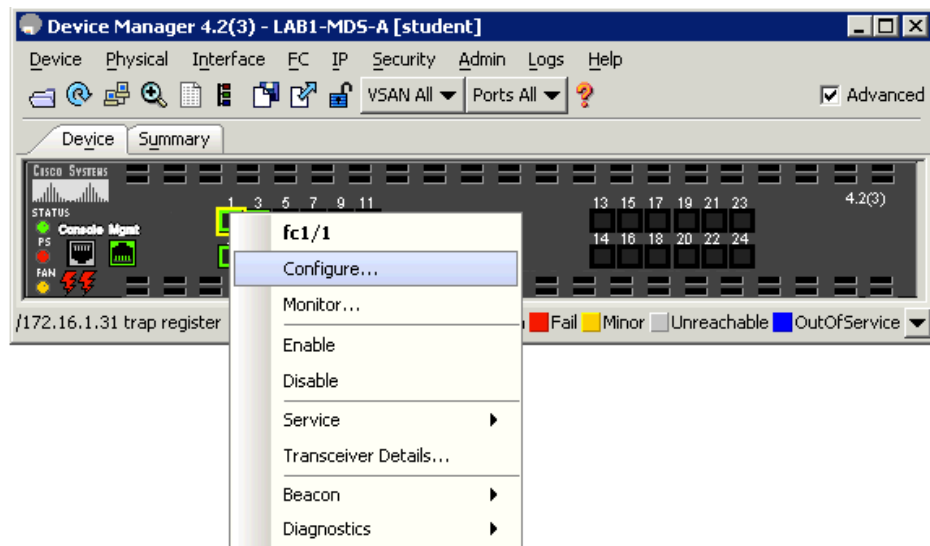 Device Manager 4.2(3) - LAB1-MDS-A [student]
Device Physical Interface FC IP Security Admin Logs Help
VSAN All Ports All Advanced
Device Summary
CISCO SYSTEMS
1 3 5 7 9 11 13 15 17 19 21 23 4.2(3)
STATUS
Console Mgmt
PS
14 16 18 20 22 24
FAN
/172.16.1.31 trap register
Fail Minor Unreachable OutOfService
fc1/1
Configure...
Monitor...
Enable
Disable
Service
Transceiver Details...
Beacon
Diagnostics